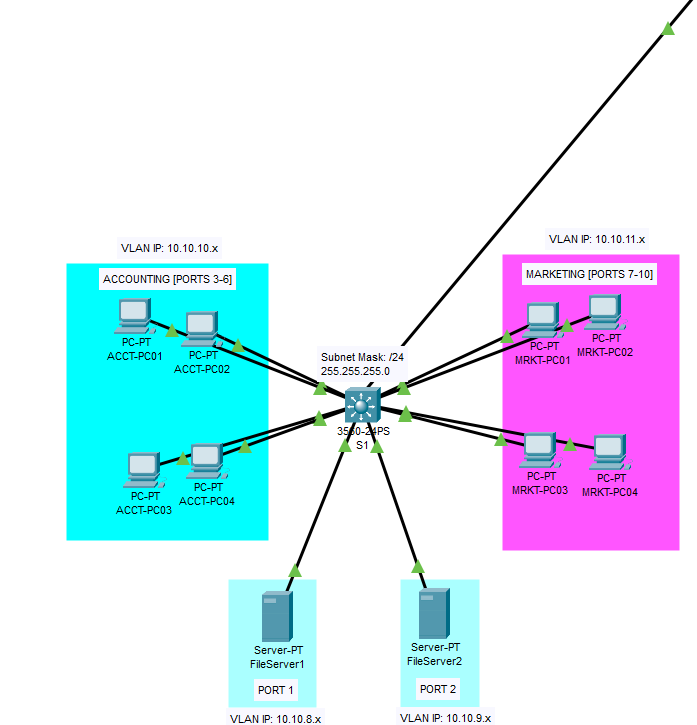 VLAN IP: 10.10.10.x
VLAN IP: 10.10.11.x
ACCOUNTING [PORTS 3-6]
MARKETING [PORTS 7-10]
PC-PT
ACCT-PC01
PC-PT
ACCT-PC02
PC-PT
MRKT-PC01
PC-PT
MRKT-PC02
Subnet Mask: /24
255.255.255.0
3560-24PS
S1
PC-PT
ACCT-PC03
PC-PT
ACCT-PC04
PC-PT
MRKT-PC03
PC-PT
MRKT-PC04
Server-PT
FileServer1
PORT 1
VLAN IP: 10.10.8.x
Server-PT
FileServer2
PORT 2
VLAN IP: 10.10.9.x